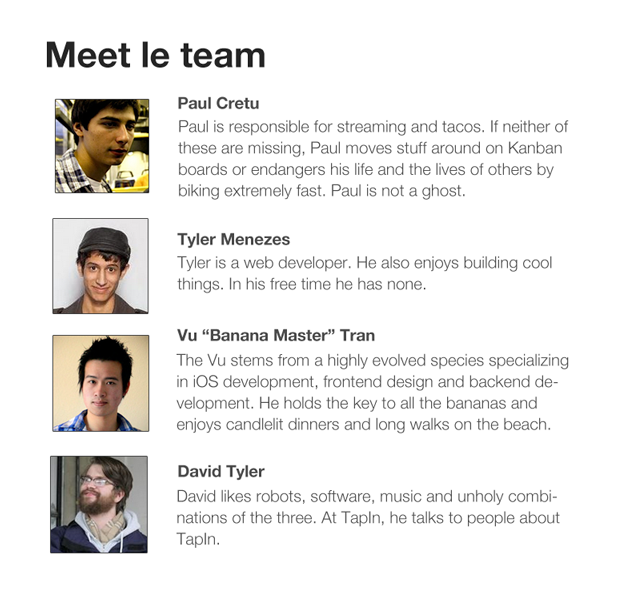 Meet le team
Paul Cretu
Paul is responsible for streaming and tacos. If neither of
these are missing, Paul moves stuff around on Kanban
boards or endangers his life and the lives of others by
biking extremely fast. Paul is not a ghost.
Tyler Menezes
Tyler is a web developer. He also enjoys building cool
things. In his free time he has none.
Vu “Banana Master” Tran
The Vu stems from a highly evolved species specializing
in iOS development, frontend design and backend de-
velopment. He holds the key to all the bananas and
enjoys candlelit dinners and long walks on the beach.
David Tyler
David likes robots, software, music and unholy combi-
nations of the three. At TapIn, he talks to people about
TapIn.